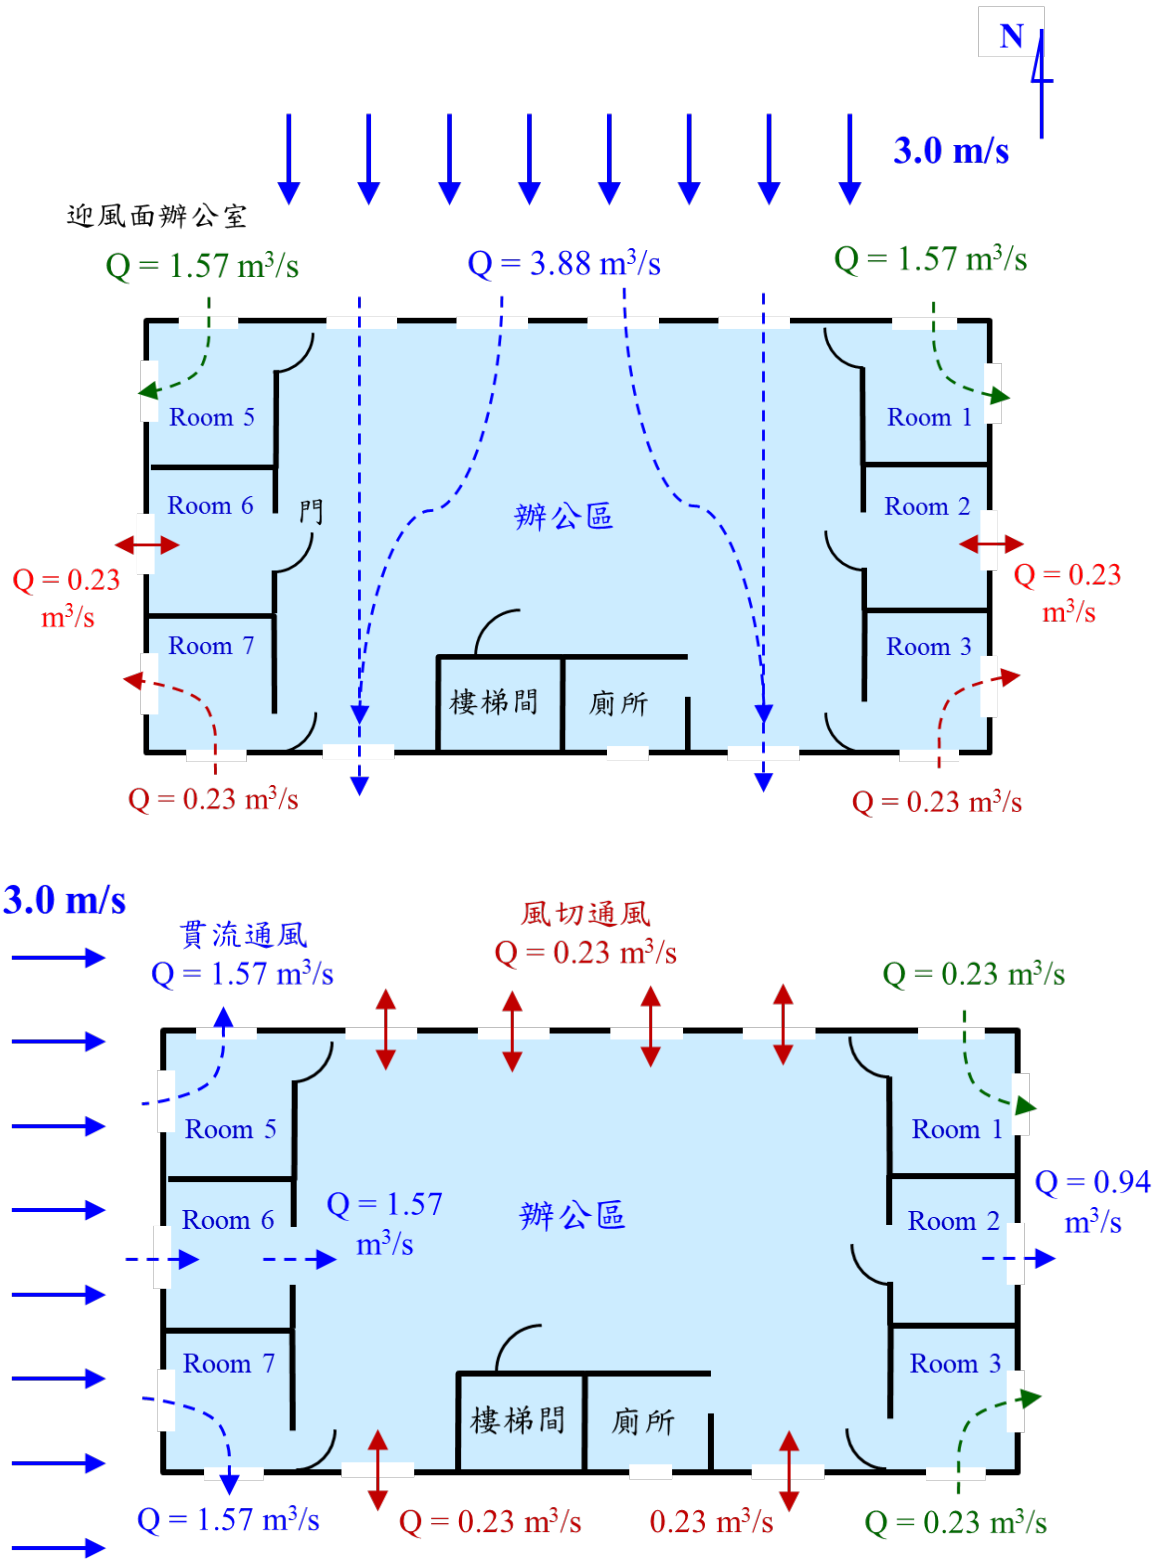 N
3.0 m/s
迎風面辦公室
Q = 1.57 m³/s
Q = 3.88 m³/s
Q = 1.57 m³/s
Room 5
Room 1
Room 6
門
辦公區
Room 2
Q = 0.23
m³/s
Q = 0.23
m³/s
Room 7
Room 3
樓梯間
廁所
Q = 0.23 m³/s
Q = 0.23 m³/s
3.0 m/s
貫流通風
Q = 1.57 m³/s
風切通風
Q = 0.23 m³/s
Q = 0.23 m³/s
Room 5
Room 1
Room 6
Q = 1.57
m³/s
辦公區
Room 2
Q = 0.94
m³/s
Room 7
Room 3
樓梯間
廁所
Q = 1.57 m³/s
Q = 0.23 m³/s
0.23 m³/s
Q = 0.23 m³/s